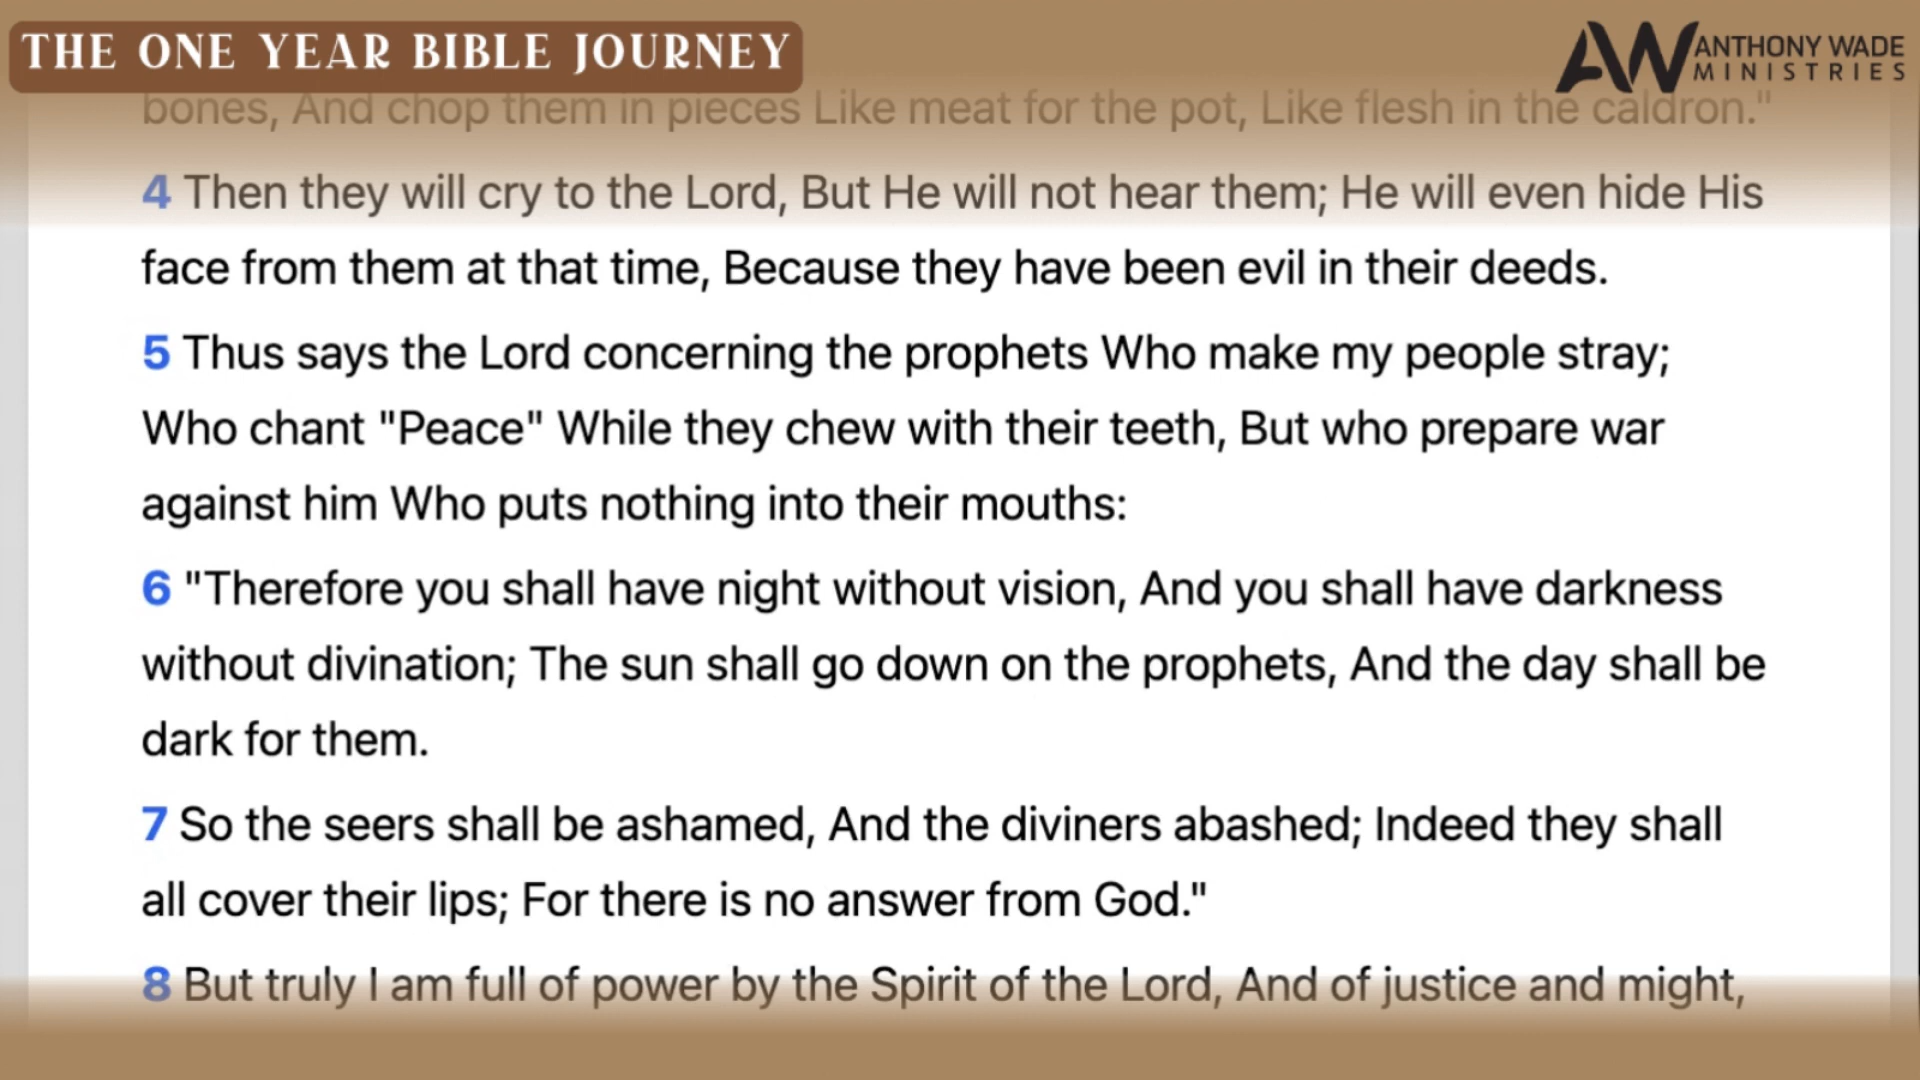 THE ONE YEAR BIBLE JOURNEY
AW ANTHONY WADE
MINISTRIES
bones, And chop them in pieces Like meat for the pot, Like flesh in the caldron."
4 Then they will cry to the Lord, But He will not hear them; He will even hide His
face from them at that time, Because they have been evil in their deeds.
5 Thus says the Lord concerning the prophets Who make my people stray;
Who chant "Peace" While they chew with their teeth, But who prepare war
against him Who puts nothing into their mouths:
6 "Therefore you shall have night without vision, And you shall have darkness
without divination; The sun shall go down on the prophets, And the day shall be
dark for them.
7 So the seers shall be ashamed, And the diviners abashed; Indeed they shall
all cover their lips; For there is no answer from God."
8 But truly I am full of power by the Spirit of the Lord, And of justice and might,